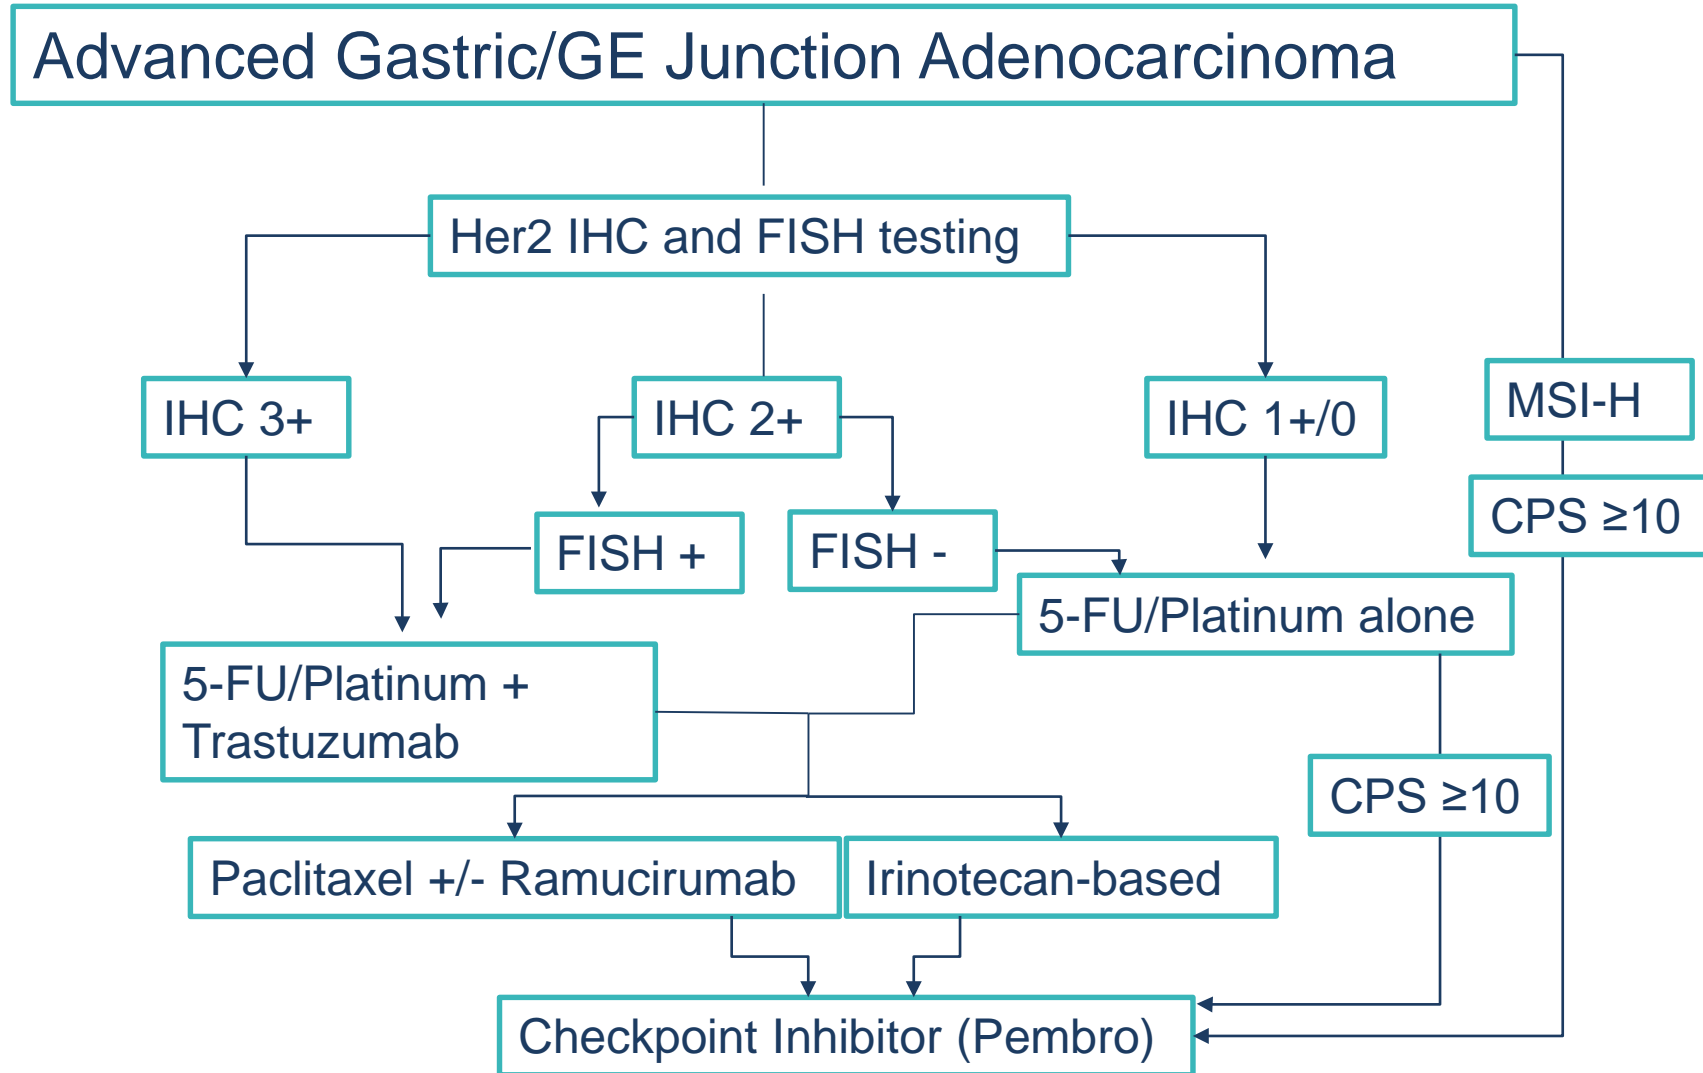 Advanced Gastric/GE Junction Adenocarcinoma
Her2 IHC and FISH testing
IHC 3+
IHC 2+
IHC 1+/0
MSI-H
CPS ≥10
FISH +
FISH -
5-FU/Platinum alone
5-FU/Platinum +
Trastuzumab
CPS ≥10
Paclitaxel +/- Ramucirumab
Irinotecan-based
Checkpoint Inhibitor (Pembro)